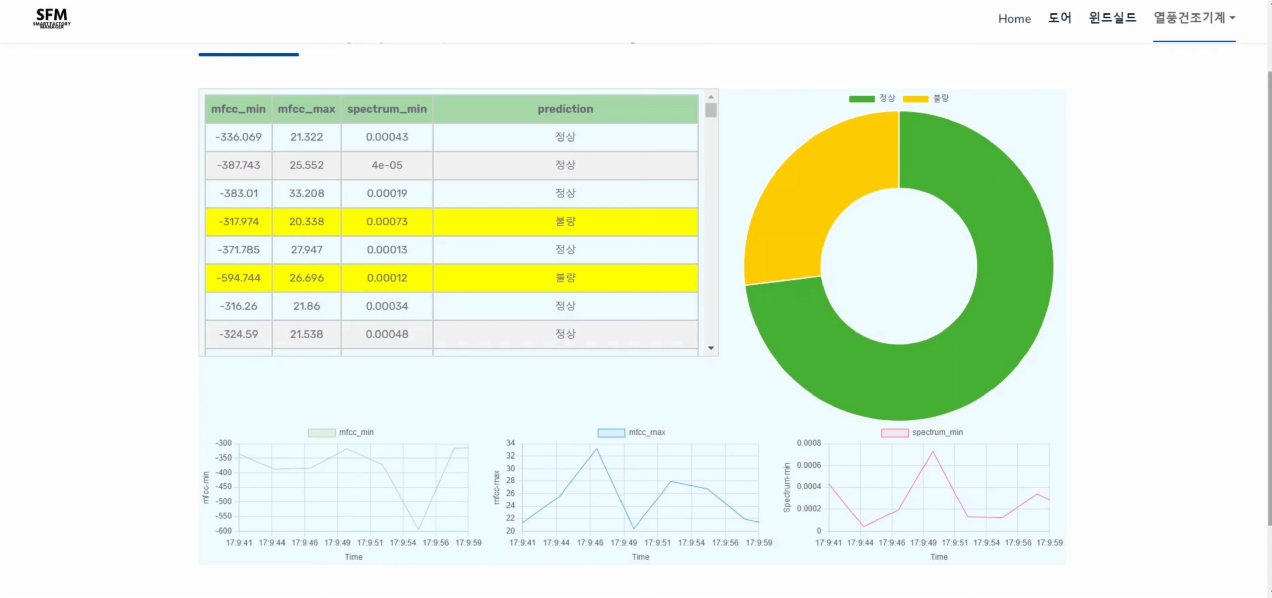 SFM
SMART FACTORY
MANAGER
Home 도어 윈드실드 열풍건조기계
mfcc_min mfcc_max spectrum_min prediction
-336.069 21.322 0.00043 정상
-387.743 25.552 4e-05 정상
-383.01 33.208 0.00019 정상
-317.974 20.338 0.00073 불량
-371.785 27.947 0.00013 정상
-594.744 26.696 0.00012 불량
-316.26 21.86 0.00034 정상
-324.59 21.538 0.00048 정상
정상 불량
mfcc_min
mfcc-min
-300
-350
-400
-450
-500
-550
-600
17:9:41 17:9:44 17:9:46 17:9:49 17:9:51 17:9:54 17:9:56 17:9:59
Time
mfcc_max
mfcc-max
34
32
30
28
26
24
22
20
17:9:41 17:9:44 17:9:46 17:9:49 17:9:51 17:9:54 17:9:56 17:9:59
Time
spectrum_min
Spectrum-min
0.0008
0.0006
0.0004
0.0002
0
17:9:41 17:9:44 17:9:46 17:9:49 17:9:51 17:9:54 17:9:56 17:9:59
Time